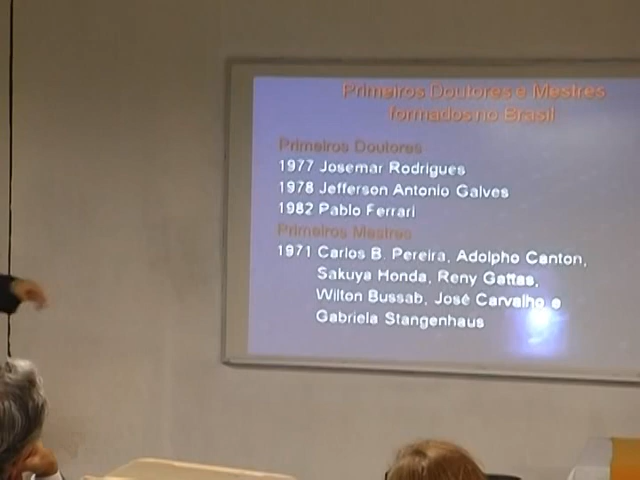 Primeiros Doutores e Mestres
formados no Brasil
Primeiros Doutores
1977 Josemar Rodrigues
1978 Jefferson Antonio Galves
1982 Pablo Ferrari
Primeiros Mestres
1971 Carlos B. Pereira, Adolpho Canton,
Sakuya Honda, Reny Gattas,
Wilton Bussab, José Carvalho e
Gabriela Stangenhaus